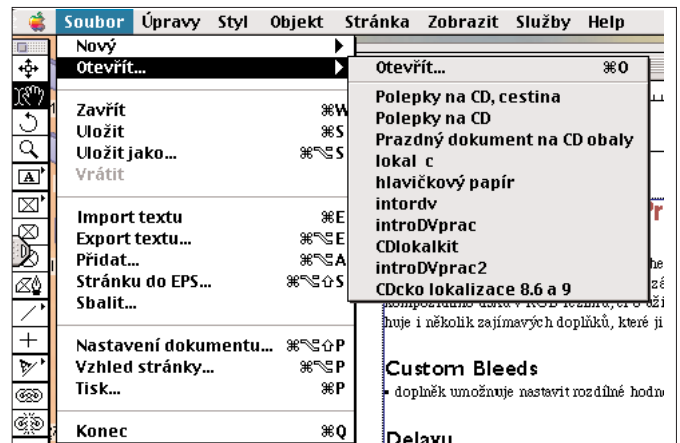 Soubor Úpravy Styl Objekt Stránka Zobrazit Služby Help
Nový
Otevřít...
Zavřít ⌘W
Uložit ⌘S
Uložit jako... ⌘⌥S
Vrátit
Import textu ⌘E
Export textu... ⌘⌥E
Přidat... ⌘⌥A
Stránku do EPS... ⌘⌥⇧S
Sbalit...
Nastavení dokumentu... ⌘⌥⇧P
Vzhled stránky... ⌘⌥P
Tisk... ⌘P
Konec ⌘Q
Otevřít... ⌘O
Polepky na CD, cestina
Polepky na CD
Prazdný dokument na CD obaly
lokal c
hlavičkový papír
intordv
introDVprac
CDlokalkit
introDVprac2
CDcko lokalizace 8.6 a 9
huje i několik zajímavých doplňků, které ji
Custom Bleeds
doplněk umožnuje nastavit rozdílné hodn